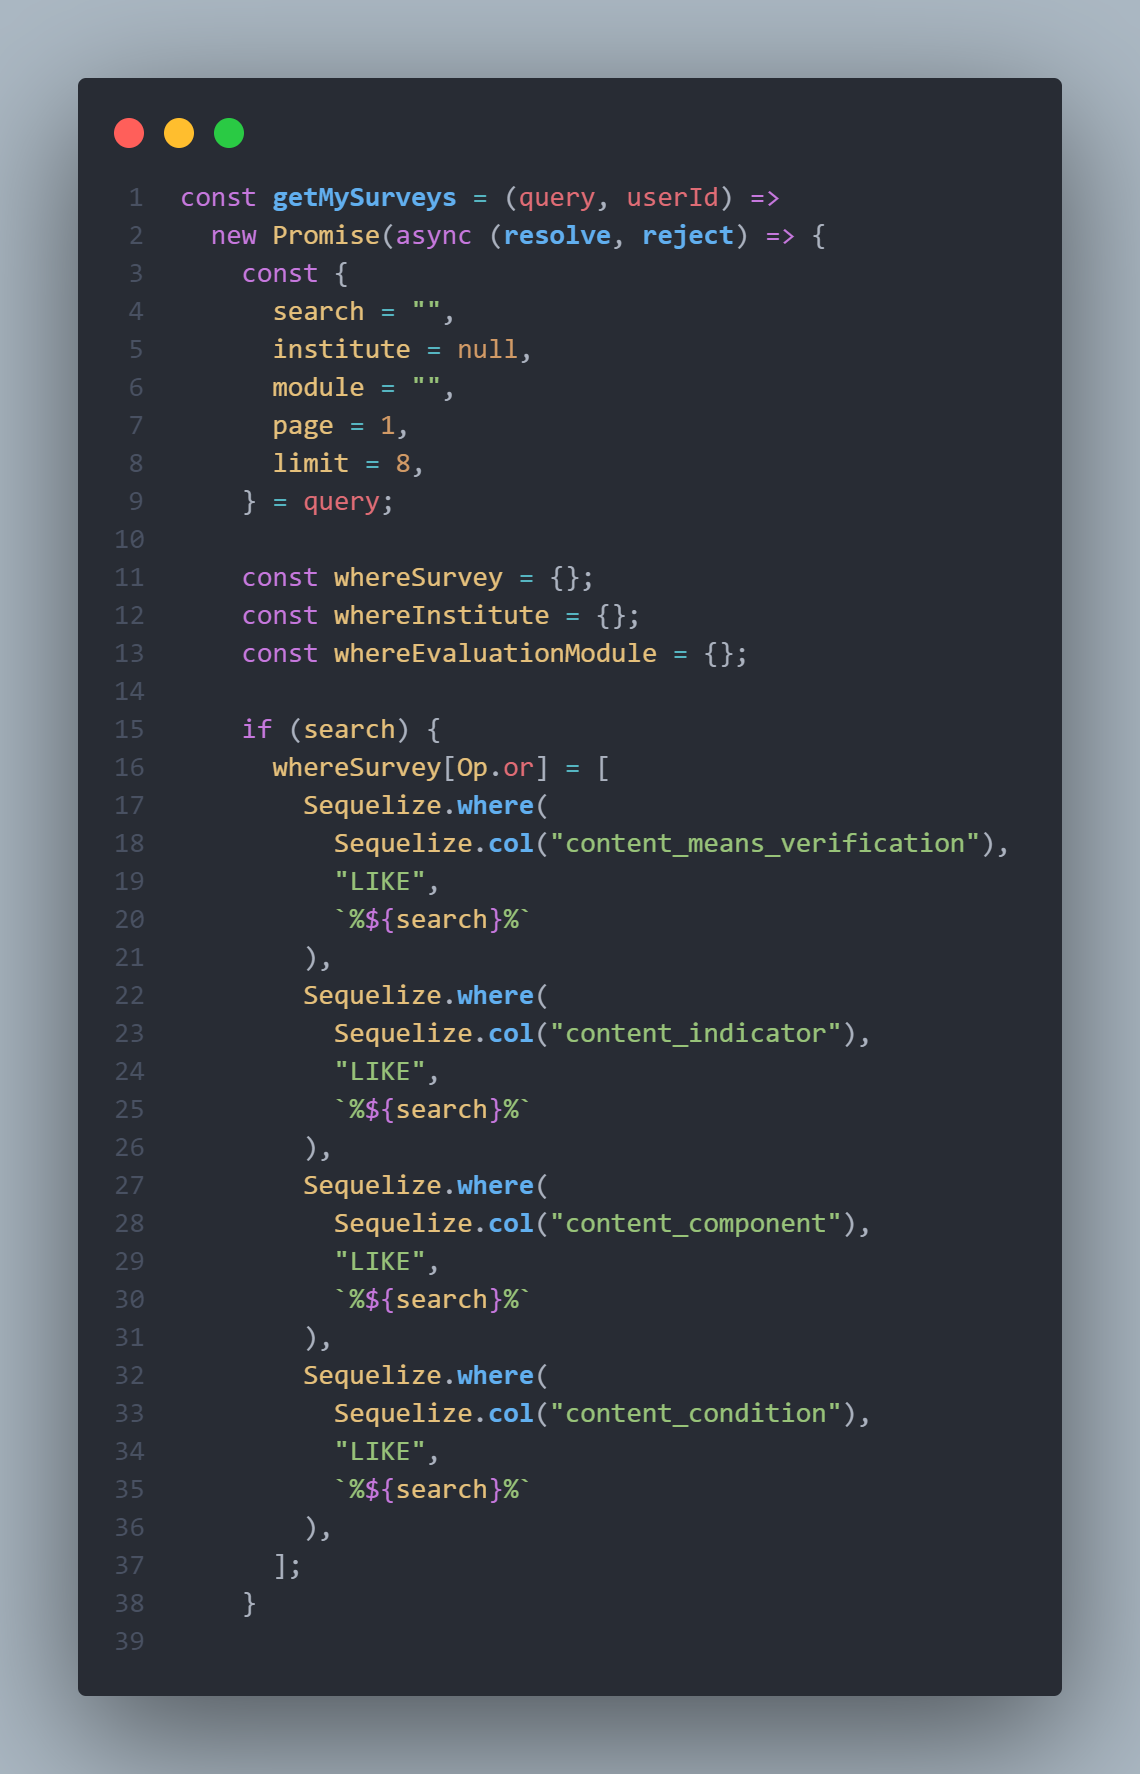 1 const getMySurveys = (query, userId) =>
2   new Promise(async (resolve, reject) => {
3     const {
4       search = "",
5       institute = null,
6       module = "",
7       page = 1,
8       limit = 8,
9     } = query;
10
11     const whereSurvey = {};
12     const whereInstitute = {};
13     const whereEvaluationModule = {};
14
15     if (search) {
16       whereSurvey[Op.or] = [
17         Sequelize.where(
18           Sequelize.col("content_means_verification"),
19           "LIKE",
20           `%${search}%`
21         ),
22         Sequelize.where(
23           Sequelize.col("content_indicator"),
24           "LIKE",
25           `%${search}%`
26         ),
27         Sequelize.where(
28           Sequelize.col("content_component"),
29           "LIKE",
30           `%${search}%`
31         ),
32         Sequelize.where(
33           Sequelize.col("content_condition"),
34           "LIKE",
35           `%${search}%`
36         ),
37       ];
38     }
39